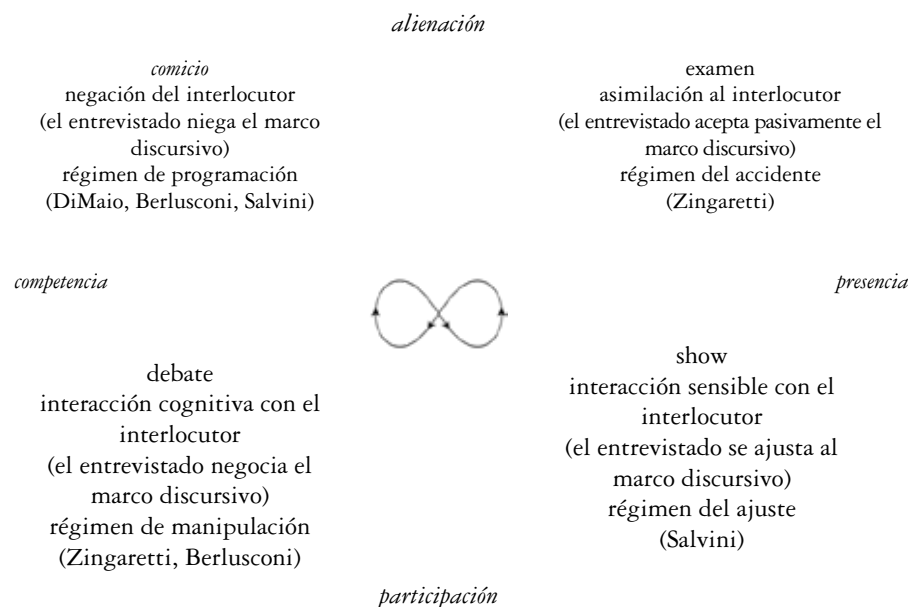 alienación
comicio
negación del interlocutor
(el entrevistado niega el marco
discursivo)
régimen de programación
(DiMaio, Berlusconi, Salvini)
examen
asimilación al interlocutor
(el entrevistado acepta pasivamente el
marco discursivo)
régimen del accidente
(Zingaretti)
competencia
presencia
debate
interacción cognitiva con el
interlocutor
(el entrevistado negocia el
marco discursivo)
régimen de manipulación
(Zingaretti, Berlusconi)
show
interacción sensible con el
interlocutor
(el entrevistado se ajusta al
marco discursivo)
régimen del ajuste
(Salvini)
participación